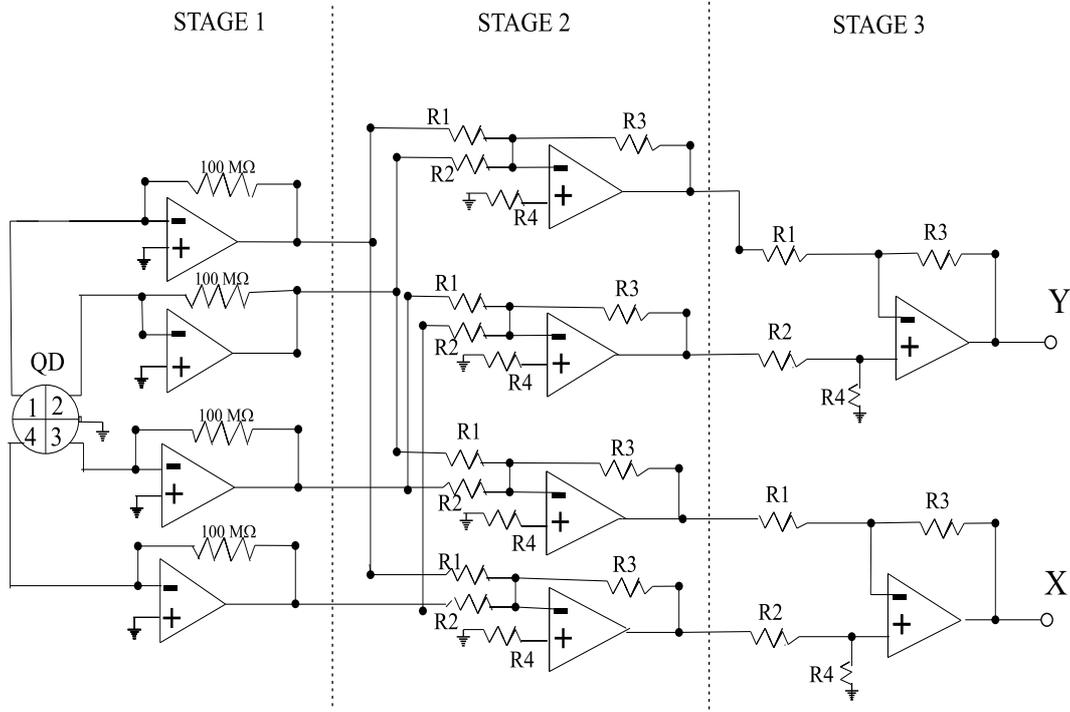 STAGE 1
STAGE 2
STAGE 3
100 MΩ
100 MΩ
100 MΩ
100 MΩ
QD
1 2
4 3
R1
R2
R3
R4
R1
R2
R3
R4
R1
R2
R3
R4
R1
R2
R3
R4
R1
R3
R2
R4
Y
R1
R3
R2
R4
X